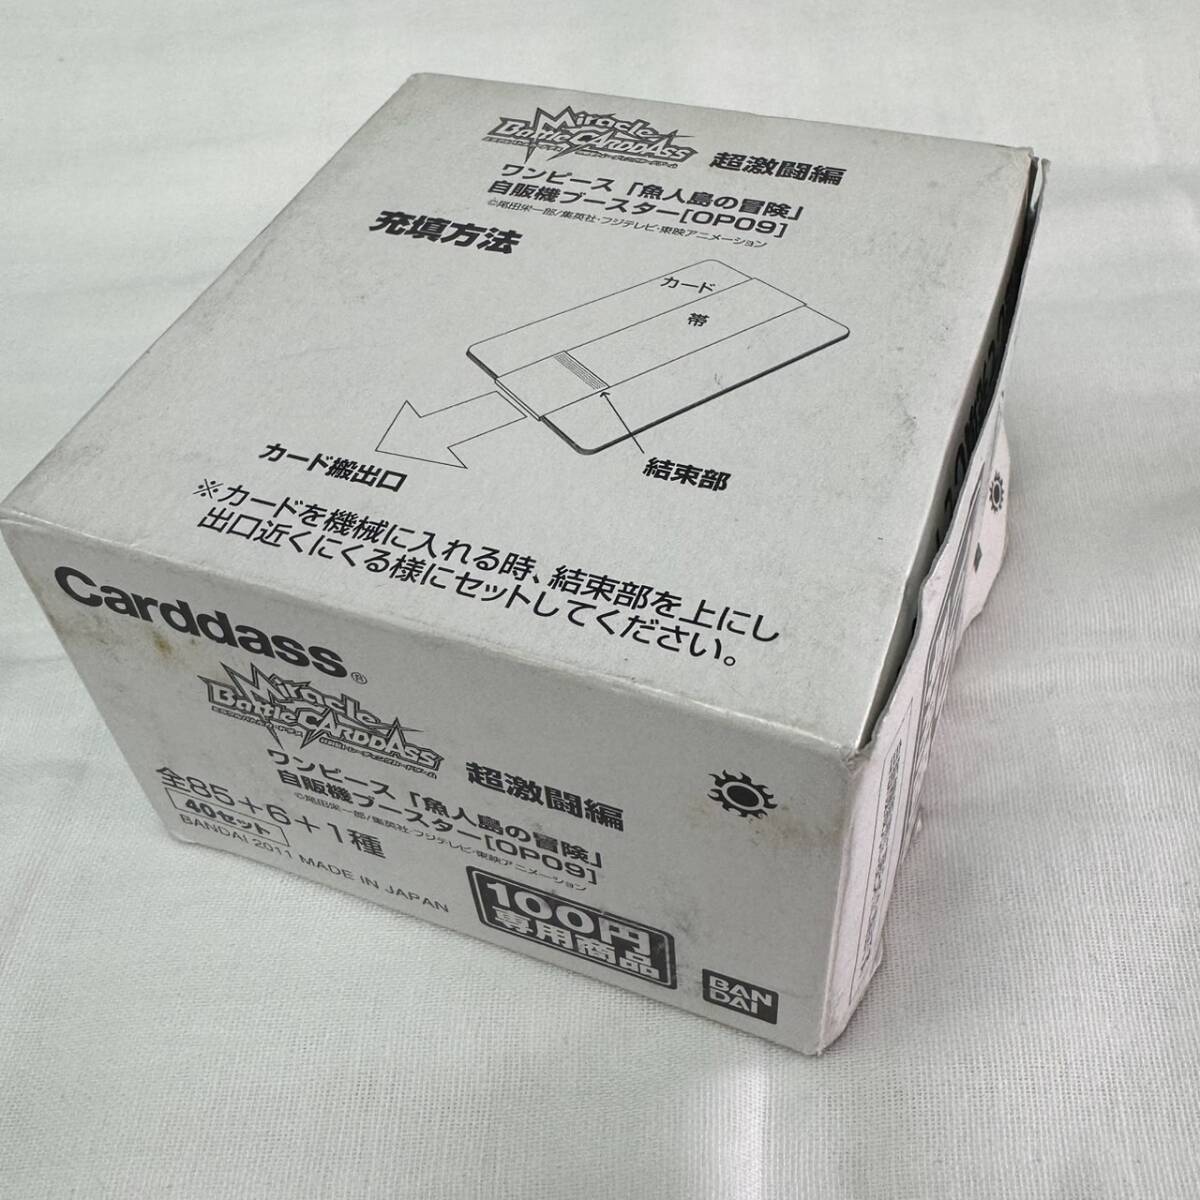 Miracle
Battle CARDDASS
超激闘編
ワンピース「魚人島の冒険」
自販機ブースター[OP09]
©尾田栄一郎/集英社・フジテレビ・東映アニメーション
充填方法
カード
帯
カード搬出口
結束部
※カードを機械に入れる時、結束部を上にし
出口近くにくる様にセットしてください。
Carddass®
Miracle
Battle CARDDASS
超激闘編
ワンピース「魚人島の冒険」
自販機ブースター[OP09]
©尾田栄一郎/集英社・フジテレビ・東映アニメーション
全85+6+1種
40セット
BANDAI 2011 MADE IN JAPAN
100円
専用商品
BAN
DAI